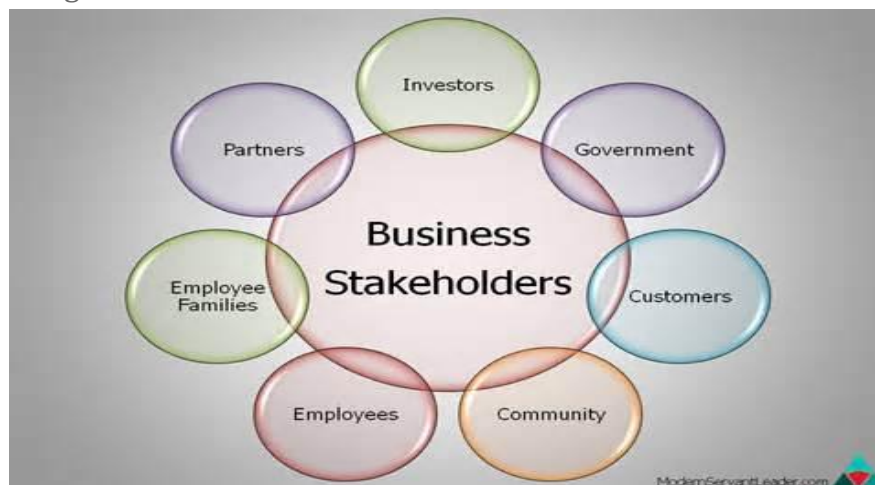 Investors
Partners
Government
Business
Stakeholders
Employee
Families
Customers
Employees
Community
ModernServantLeader.com